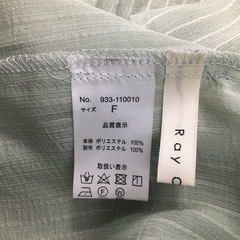 No. 933-110010
サイズ F
品質表示
本体 ポリエステル 100%
別布 ポリエステル 100%
取扱い表示
Ray